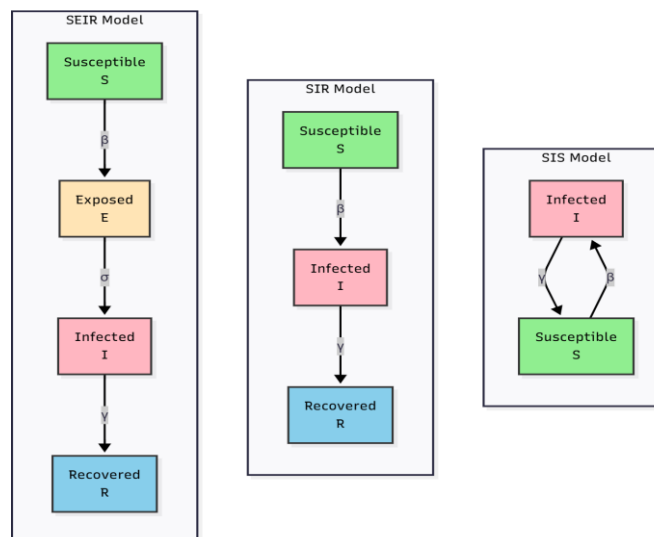 SEIR Model
Susceptible
S
β
Exposed
E
σ
Infected
I
γ
Recovered
R
SIR Model
Susceptible
S
β
Infected
I
γ
Recovered
R
SIS Model
Infected
I
γ
β
Susceptible
S